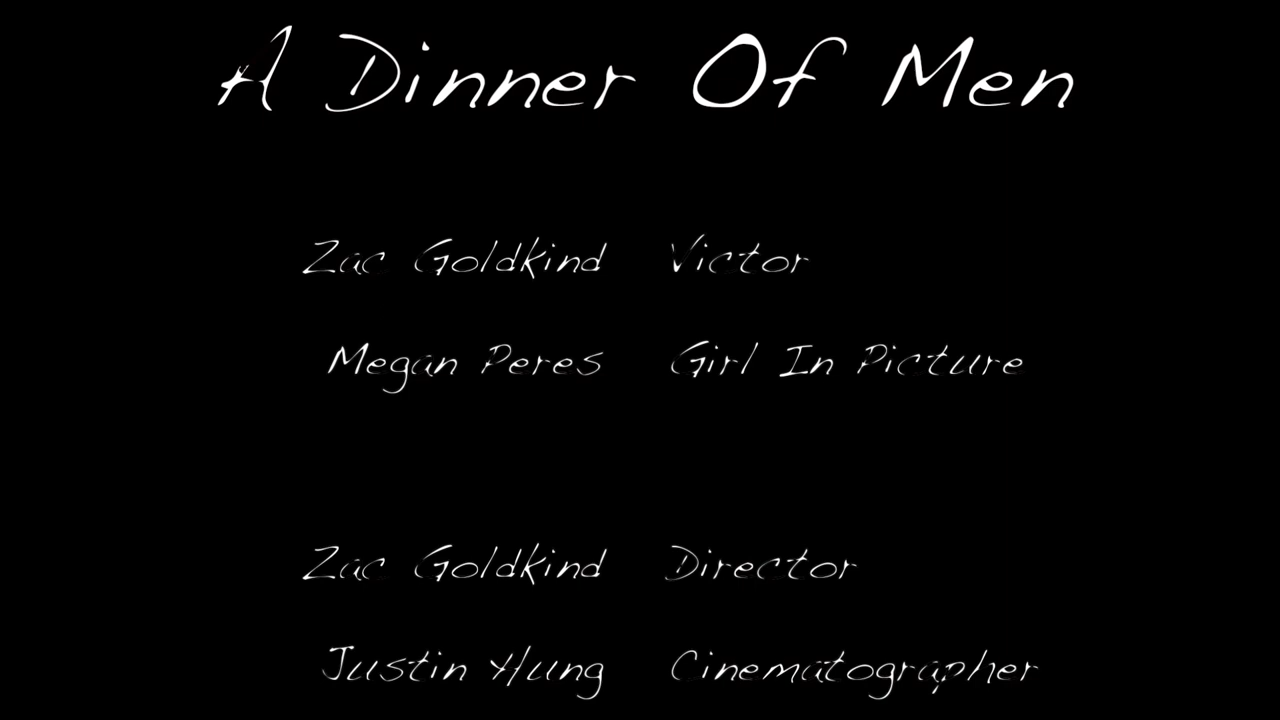 A Dinner Of Men
Zac Goldkind Victor
Megan Peres Girl In Picture
Zac Goldkind Director
Justin Hung Cinematographer